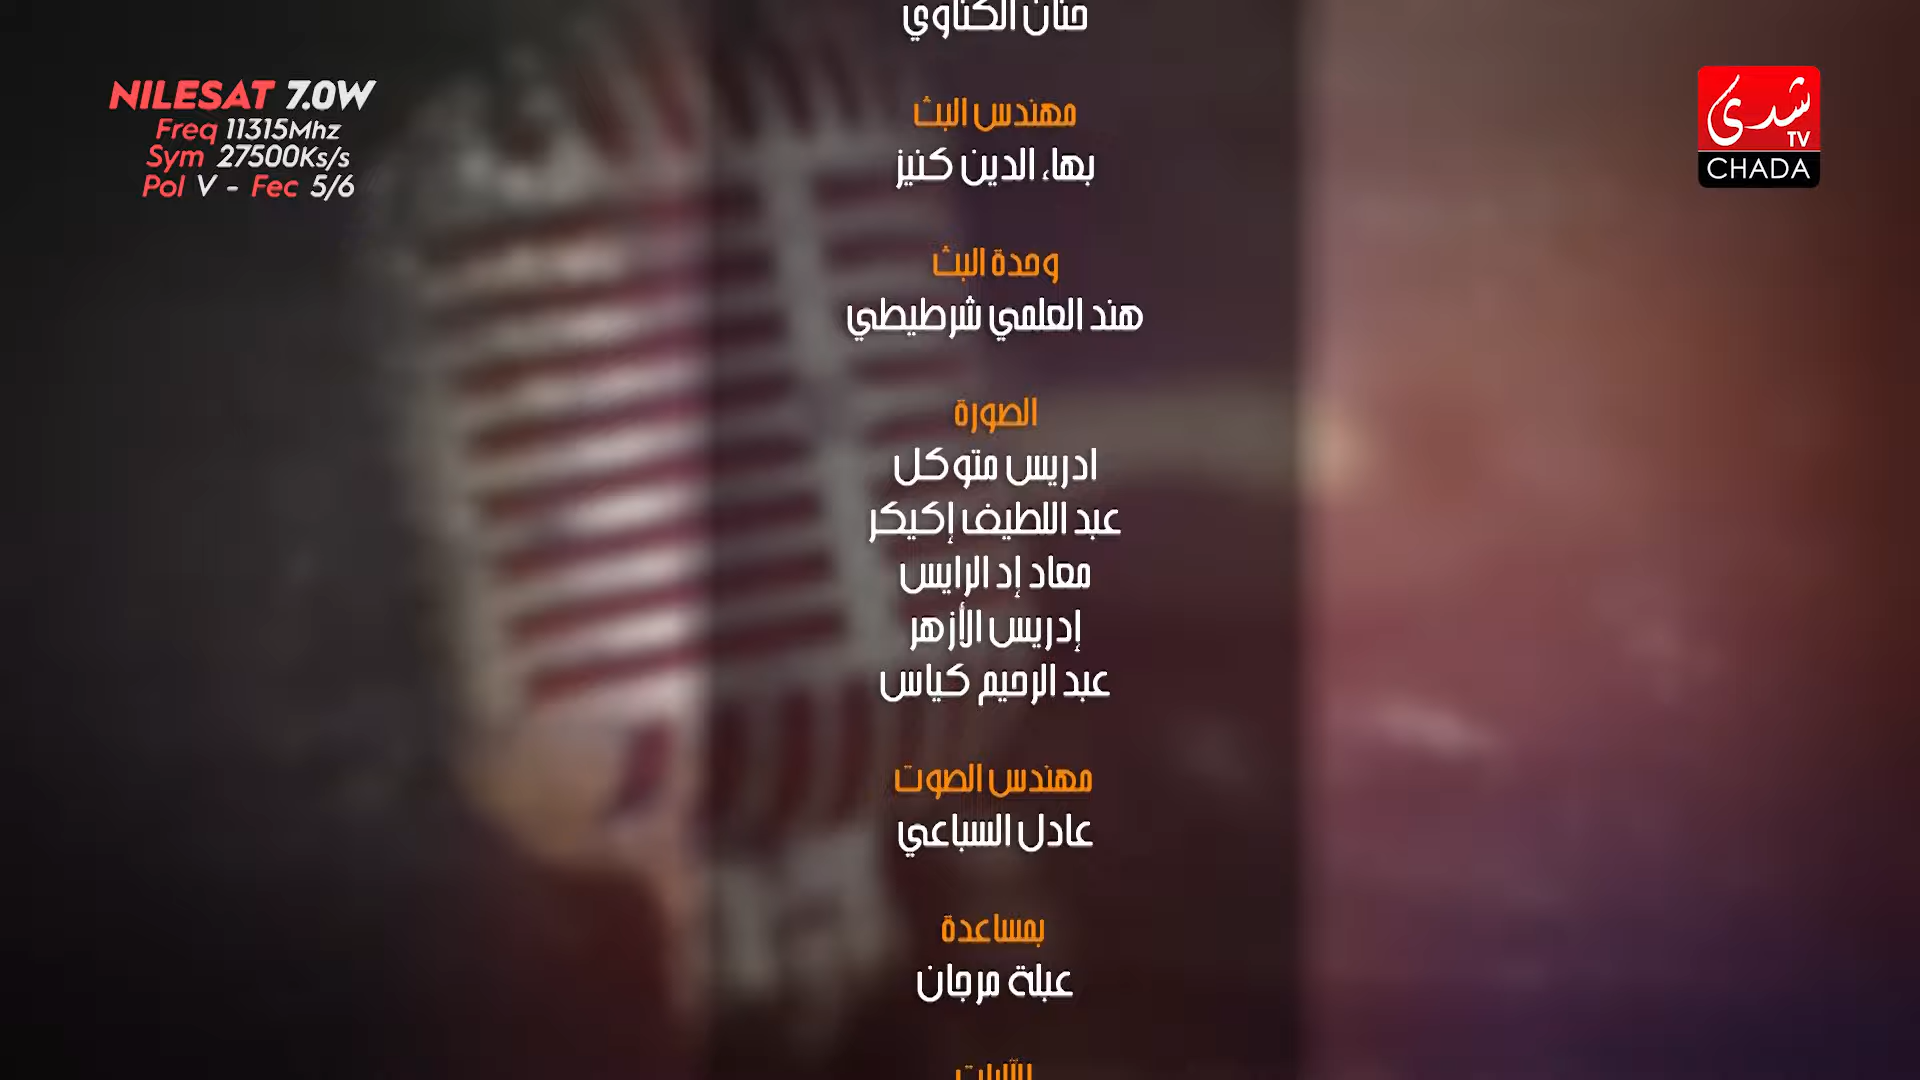 NILESAT 7.0W
Freq 11315Mhz
Sym 27500Ks/s
Pol V - Fec 5/6
شدى
TV
CHADA
حنان الكناوي
مهندس البث
بهاء الدين كنيز
وحدة البث
هند العلمي شرطيطي
الصورة
ادريس متوكل
عبد اللطيف إكيكر
معاد إد الرايس
إدريس الأزهر
عبد الرحيم كياس
مهندس الصوت
عادل السباعي
بمساعدة
عبلة مرجان